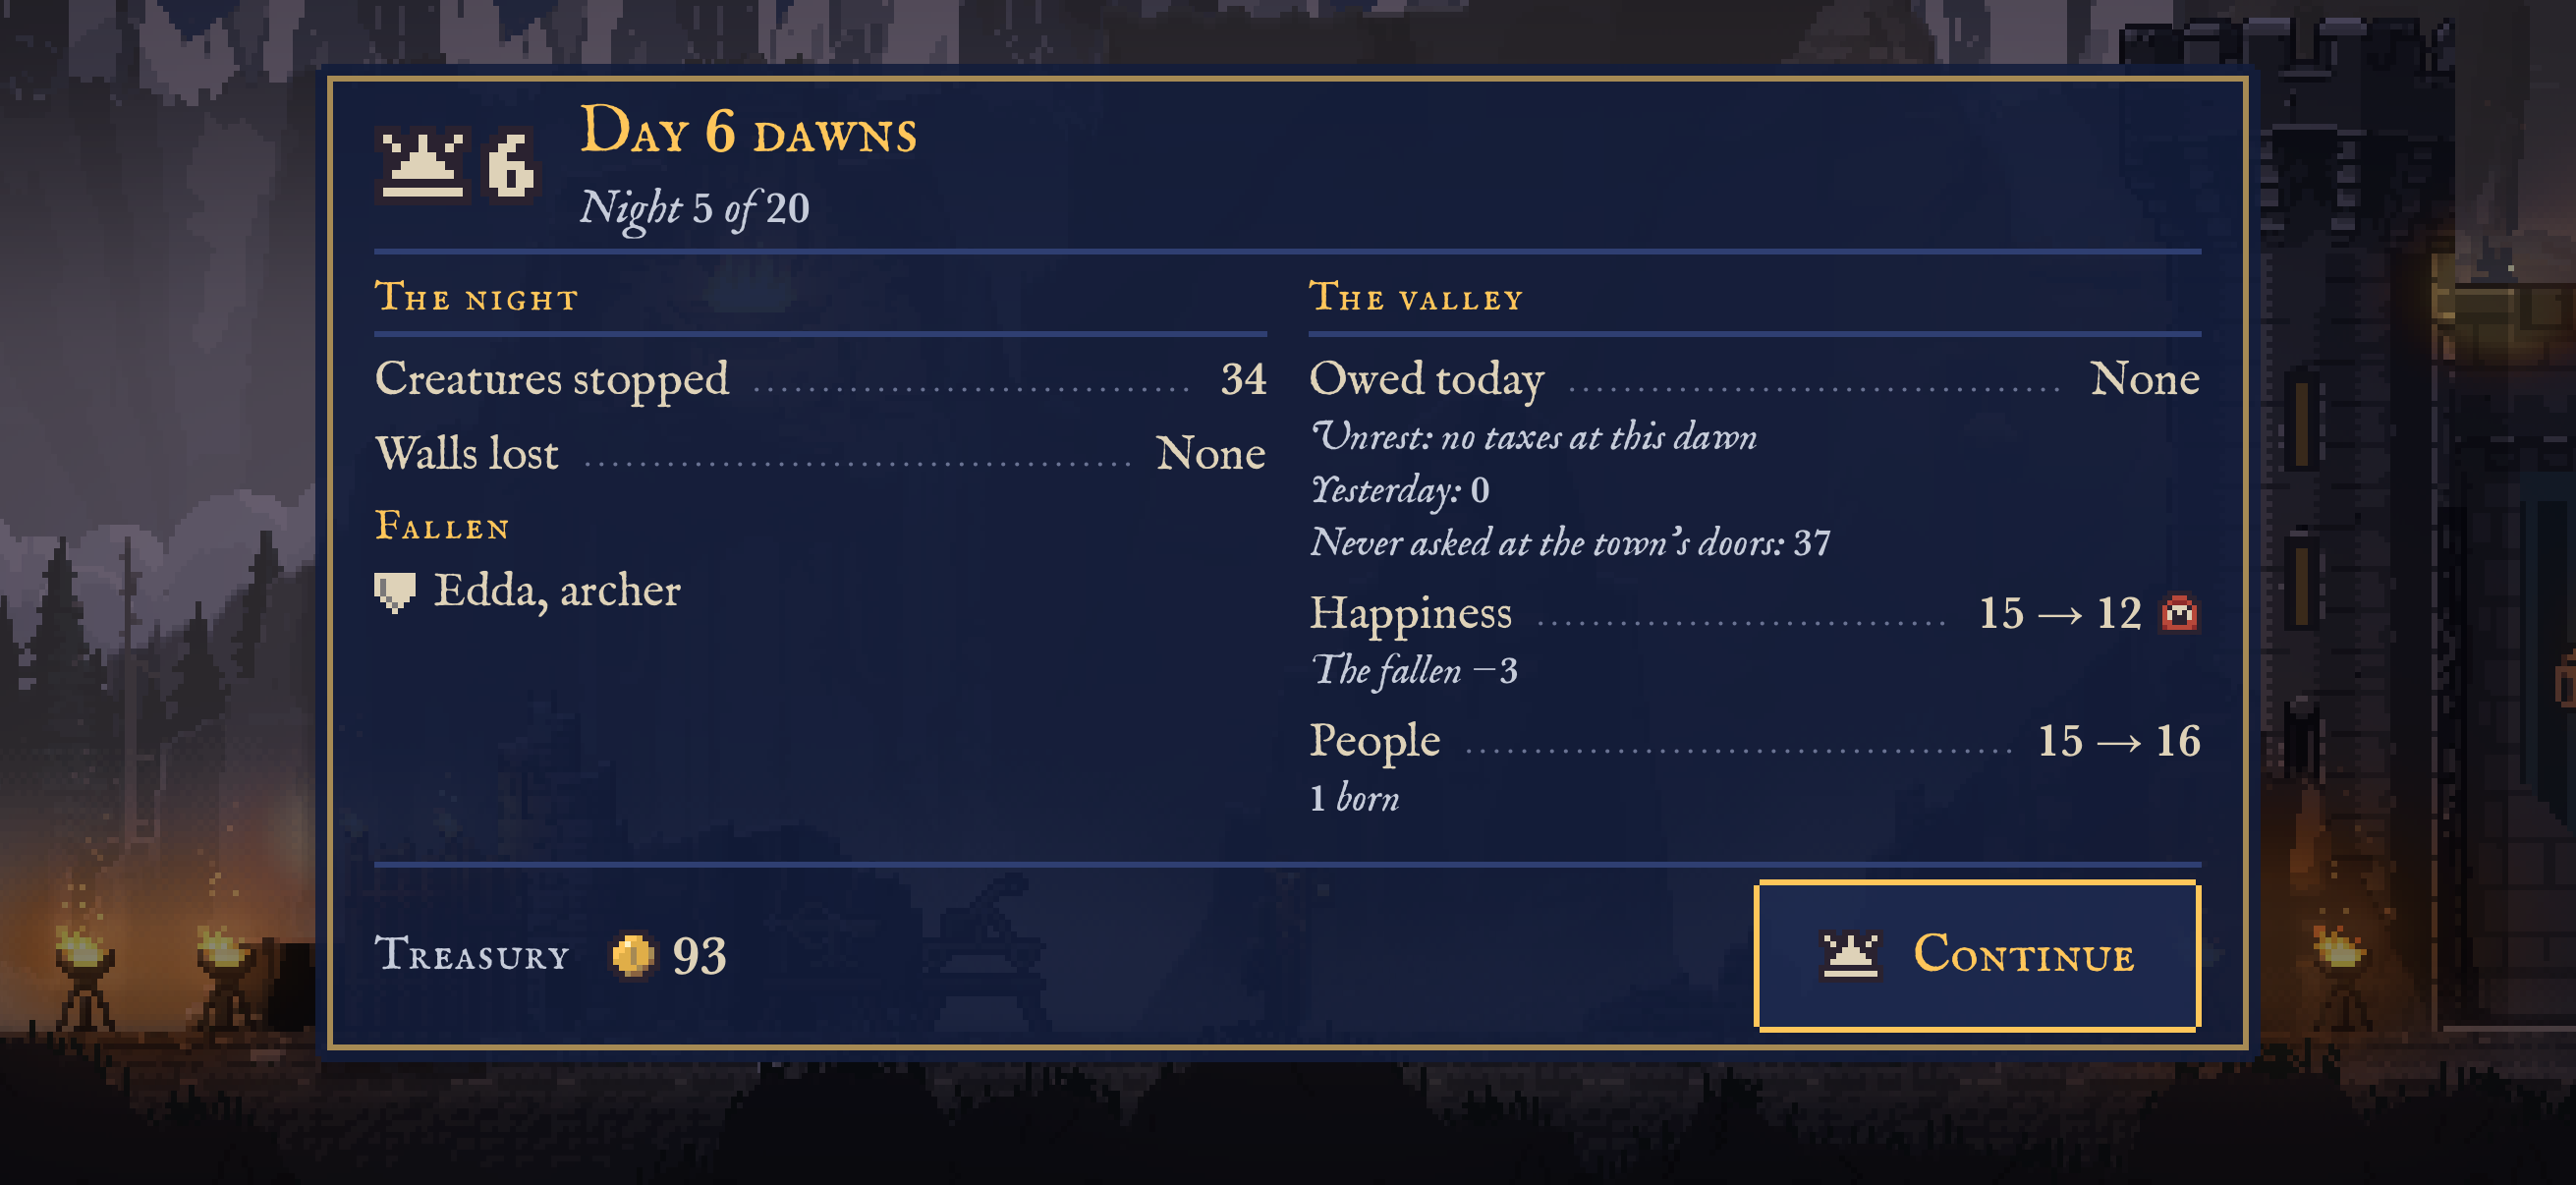 6
Day 6 dawns
Night 5 of 20
The night
Creatures stopped 34
Walls lost None
Fallen
Edda, archer
The valley
Owed today None
Unrest: no taxes at this dawn
Yesterday: 0
Never asked at the town's doors: 37
Happiness 15 → 12
The fallen −3
People 15 → 16
1 born
Treasury 93
Continue